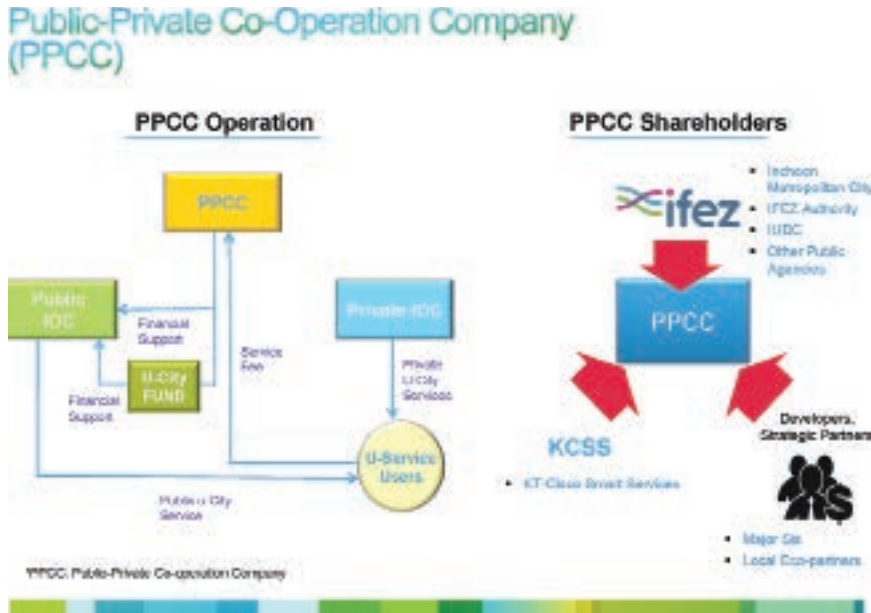 Public-Private Co-Operation Company
(PPCC)
PPCC Operation
PPCC
Public
IOC
Financial
Support
U-City
FUND
Financial
Support
Service
Fee
Private IOC
Private
U-City
Services
U-Service
Users
Public u-City
Service
*PPCC: Public-Private Co-operation Company
PPCC Shareholders
ifez
• Incheon
Metropolitan City
• IFEZ Authority
• IUDC
• Other Public
Agencies
PPCC
KCSS
• KT-Cisco Smart Services
Developers,
Strategic Partners
$
• Major SIs
• Local Eco-partners